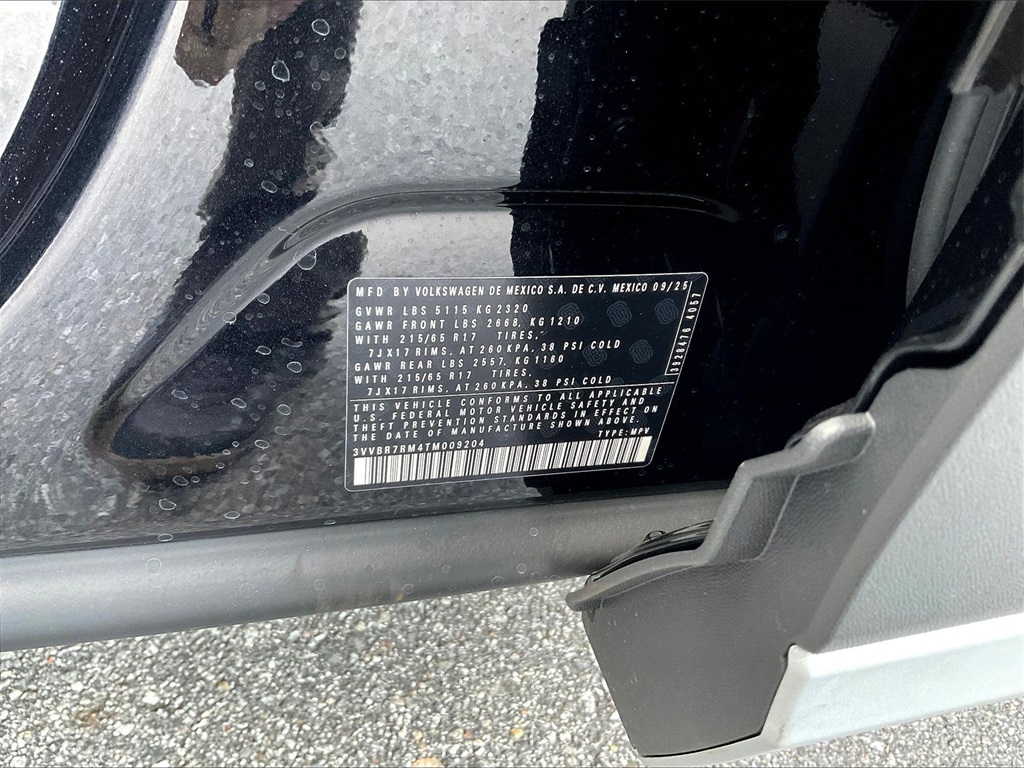 MFD BY VOLKSWAGEN DE MEXICO S.A. DE C.V. MEXICO 09/25
GVWR LBS 5115 KG 2320
GAWR FRONT LBS 2668, KG 1210
WITH 215/65 R17 TIRES,
7JX17 RIMS, AT 260 KPA, 38 PSI COLD
GAWR REAR LBS 2557, KG 1160
WITH 215/65 R17 TIRES,
7JX17 RIMS, AT 260 KPA, 38 PSI COLD
THIS VEHICLE CONFORMS TO ALL APPLICABLE
U.S. FEDERAL MOTOR VEHICLE SAFETY AND
THEFT PREVENTION STANDARDS IN EFFECT ON
THE DATE OF MANUFACTURE SHOWN ABOVE.
3VVBR7RM4TM009204 TYPE: MPV
3928476 4057